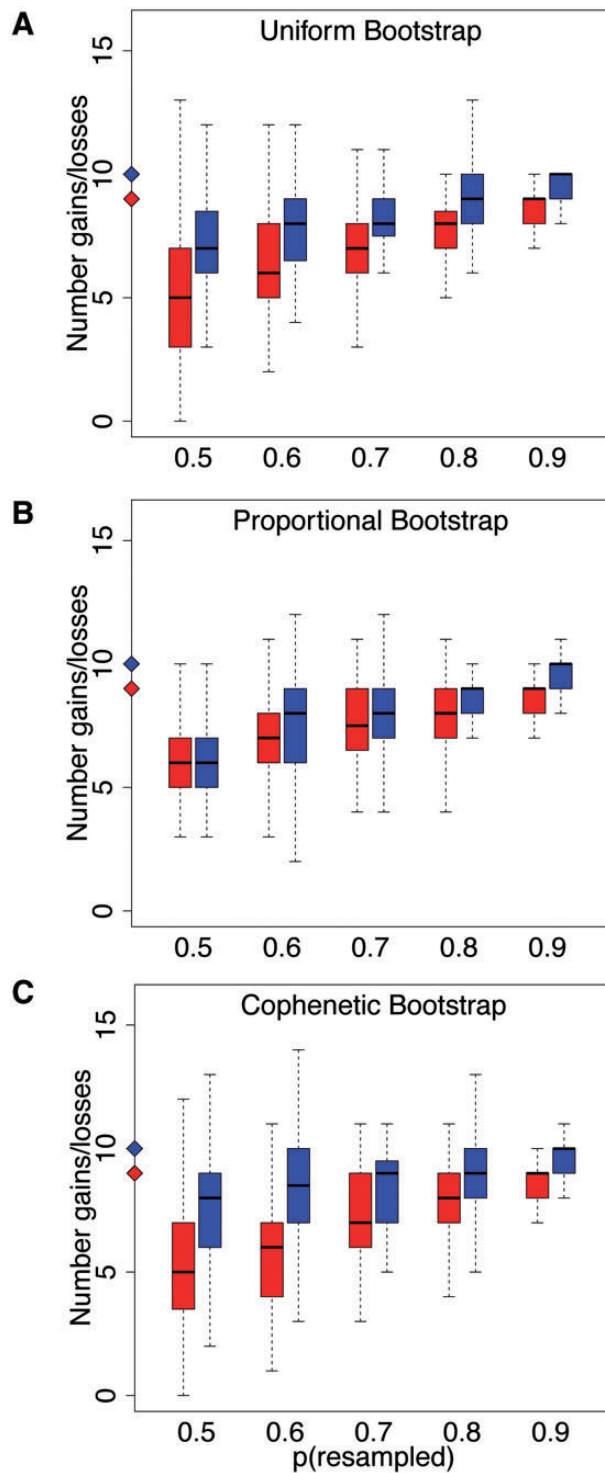 A
Uniform Bootstrap
Number gains/losses
15
10
5
0
0.5 0.6 0.7 0.8 0.9
B
Proportional Bootstrap
Number gains/losses
15
10
5
0
0.5 0.6 0.7 0.8 0.9
C
Cophenetic Bootstrap
Number gains/losses
15
10
5
0
0.5 0.6 0.7 0.8 0.9
p(resampled)